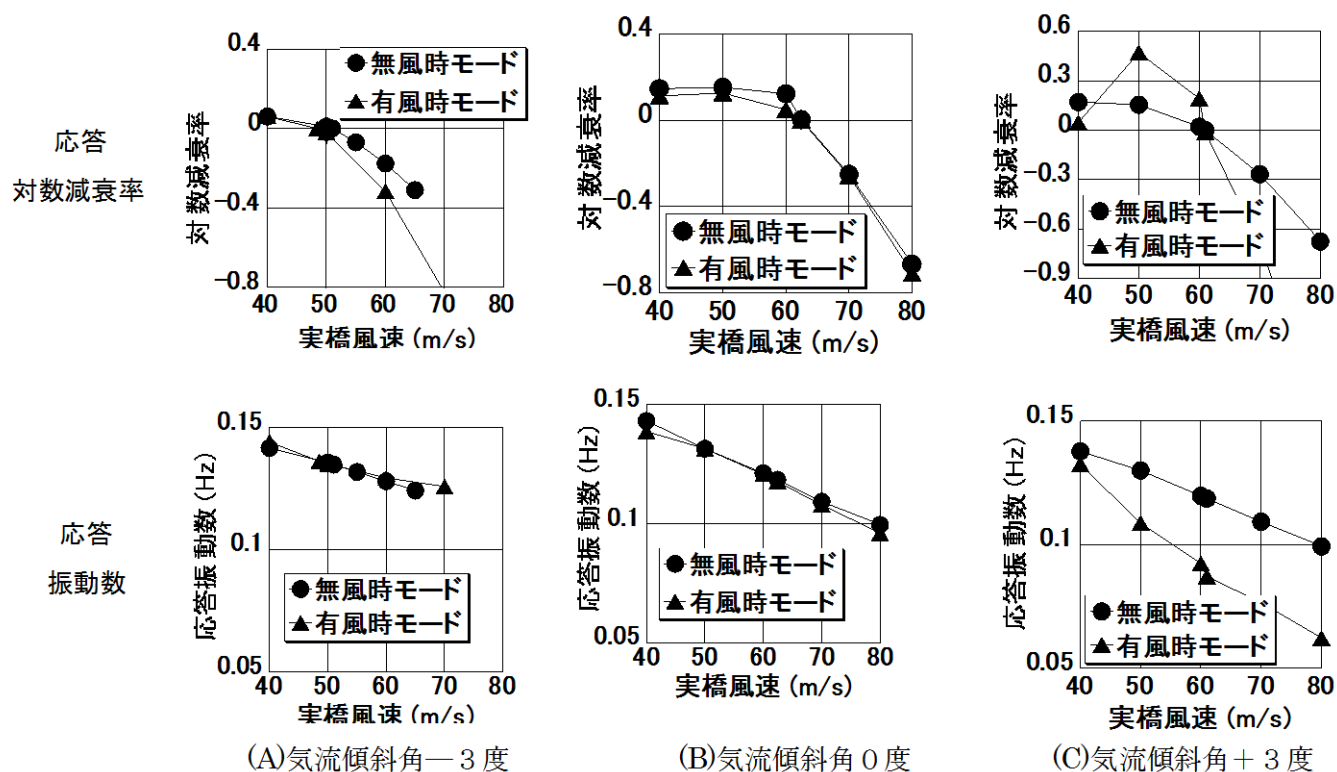 応答
対数減衰率
対数減衰率
0.4
0
−0.4
−0.8
無風時モード
有風時モード
40 50 60 70 80
実橋風速 (m/s)
対数減衰率
0.4
0
−0.4
−0.8
無風時モード
有風時モード
40 50 60 70 80
実橋風速 (m/s)
対数減衰率
0.6
0.3
0
−0.3
−0.6
−0.9
無風時モード
有風時モード
40 50 60 70 80
実橋風速 (m/s)
応答
振動数
応答振動数 (Hz)
0.15
0.1
0.05
無風時モード
有風時モード
40 50 60 70 80
実橋風速 (m/s)
応答振動数 (Hz)
0.15
0.1
0.05
無風時モード
有風時モード
40 50 60 70 80
実橋風速 (m/s)
応答振動数 (Hz)
0.15
0.1
0.05
無風時モード
有風時モード
40 50 60 70 80
実橋風速 (m/s)
(A)気流傾斜角―３度
(B)気流傾斜角０度
(C)気流傾斜角＋３度